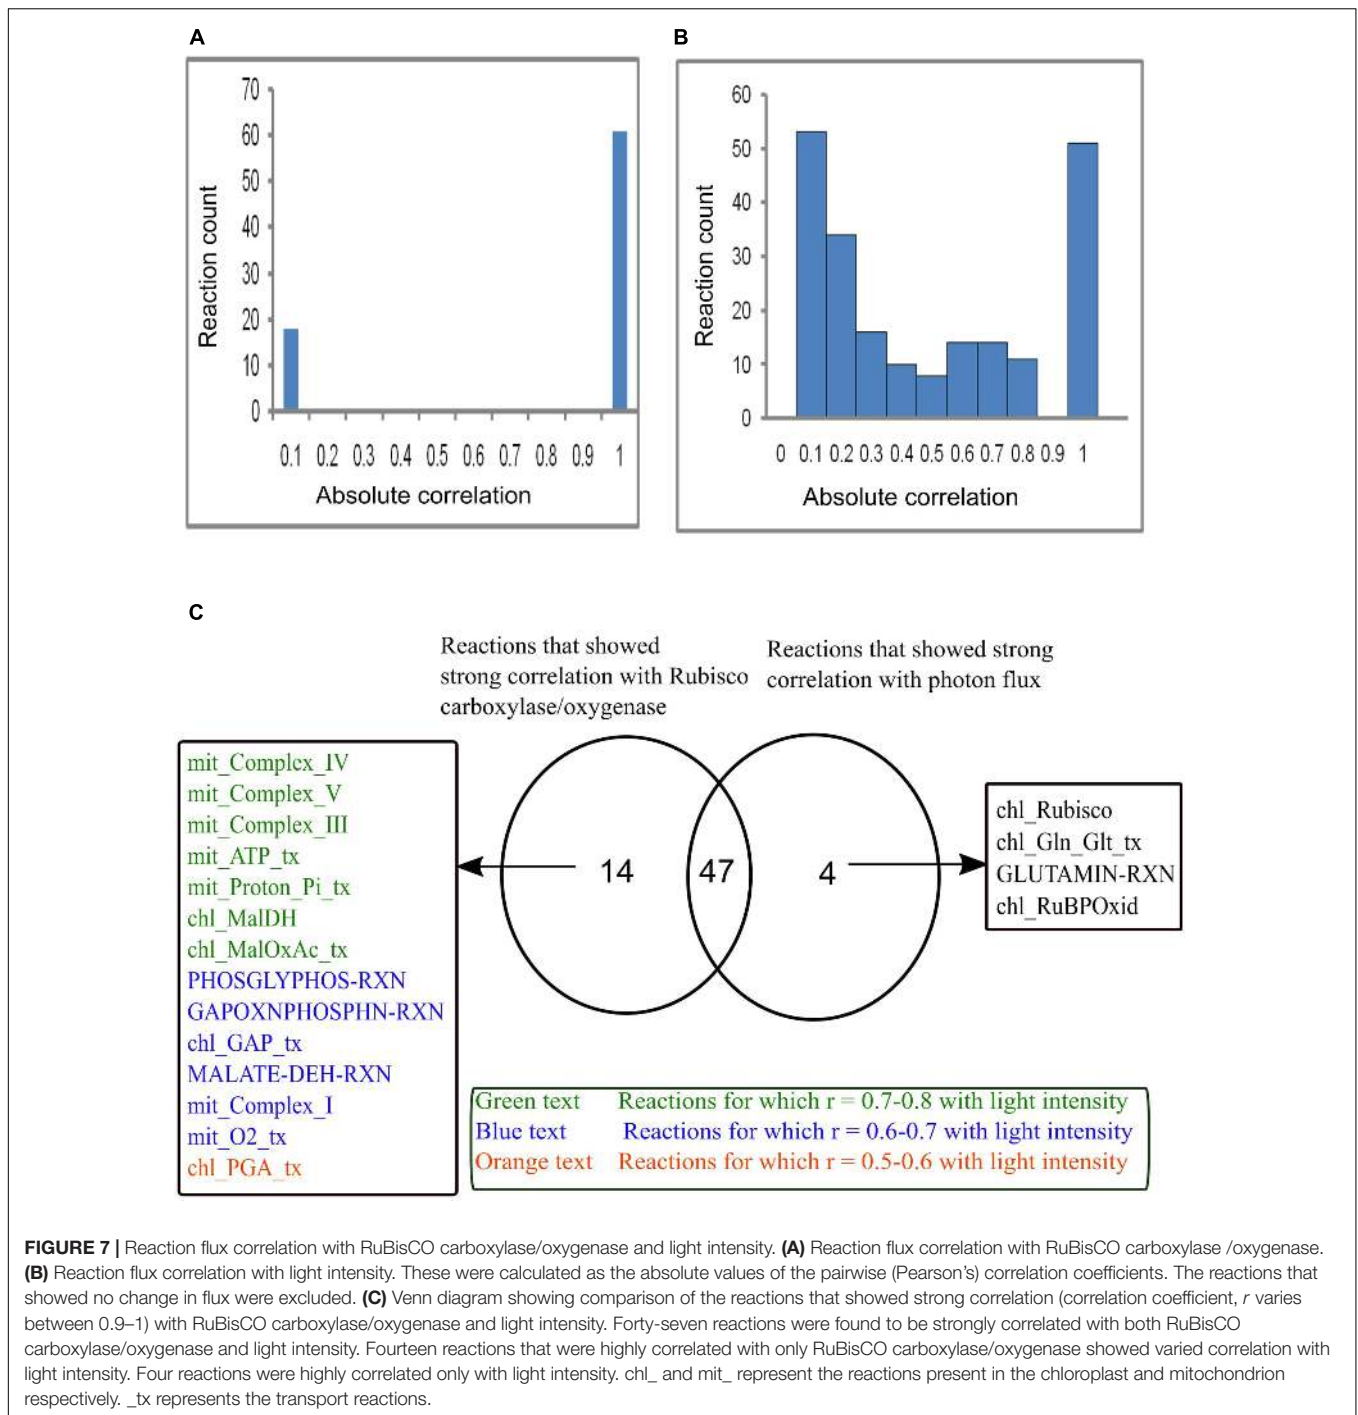 A
70
60
50
40
30
20
10
0
Reaction count
0.1 0.2 0.3 0.4 0.5 0.6 0.7 0.8 0.9 1
Absolute correlation
B
60
50
40
30
20
10
0
Reaction count
0 0.1 0.2 0.3 0.4 0.5 0.6 0.7 0.8 0.9 1
Absolute correlation
C
Reactions that showed
strong correlation with Rubisco
carboxylase/oxygenase
Reactions that showed strong
correlation with photon flux
mit_Complex_IV
mit_Complex_V
mit_Complex_III
mit_ATP_tx
mit_Proton_Pi_tx
chl_MalDH
chl_MalOxAc_tx
PHOSGLYPHOS-RXN
GAPOXNPHOSPHN-RXN
chl_GAP_tx
MALATE-DEH-RXN
mit_Complex_I
mit_O2_tx
chl_PGA_tx
14
47
4
chl_Rubisco
chl_Gln_Glt_tx
GLUTAMIN-RXN
chl_RuBPOxid
Green text Reactions for which r = 0.7-0.8 with light intensity
Blue text Reactions for which r = 0.6-0.7 with light intensity
Orange text Reactions for which r = 0.5-0.6 with light intensity
FIGURE 7 | Reaction flux correlation with RuBisCO carboxylase/oxygenase and light intensity. (A) Reaction flux correlation with RuBisCO carboxylase /oxygenase.
(B) Reaction flux correlation with light intensity. These were calculated as the absolute values of the pairwise (Pearson's) correlation coefficients. The reactions that
showed no change in flux were excluded. (C) Venn diagram showing comparison of the reactions that showed strong correlation (correlation coefficient, r varies
between 0.9–1) with RuBisCO carboxylase/oxygenase and light intensity. Forty-seven reactions were found to be strongly correlated with both RuBisCO
carboxylase/oxygenase and light intensity. Fourteen reactions that were highly correlated with only RuBisCO carboxylase/oxygenase showed varied correlation with
light intensity. Four reactions were highly correlated only with light intensity. chl_ and mit_ represent the reactions present in the chloroplast and mitochondrion
respectively. _tx represents the transport reactions.